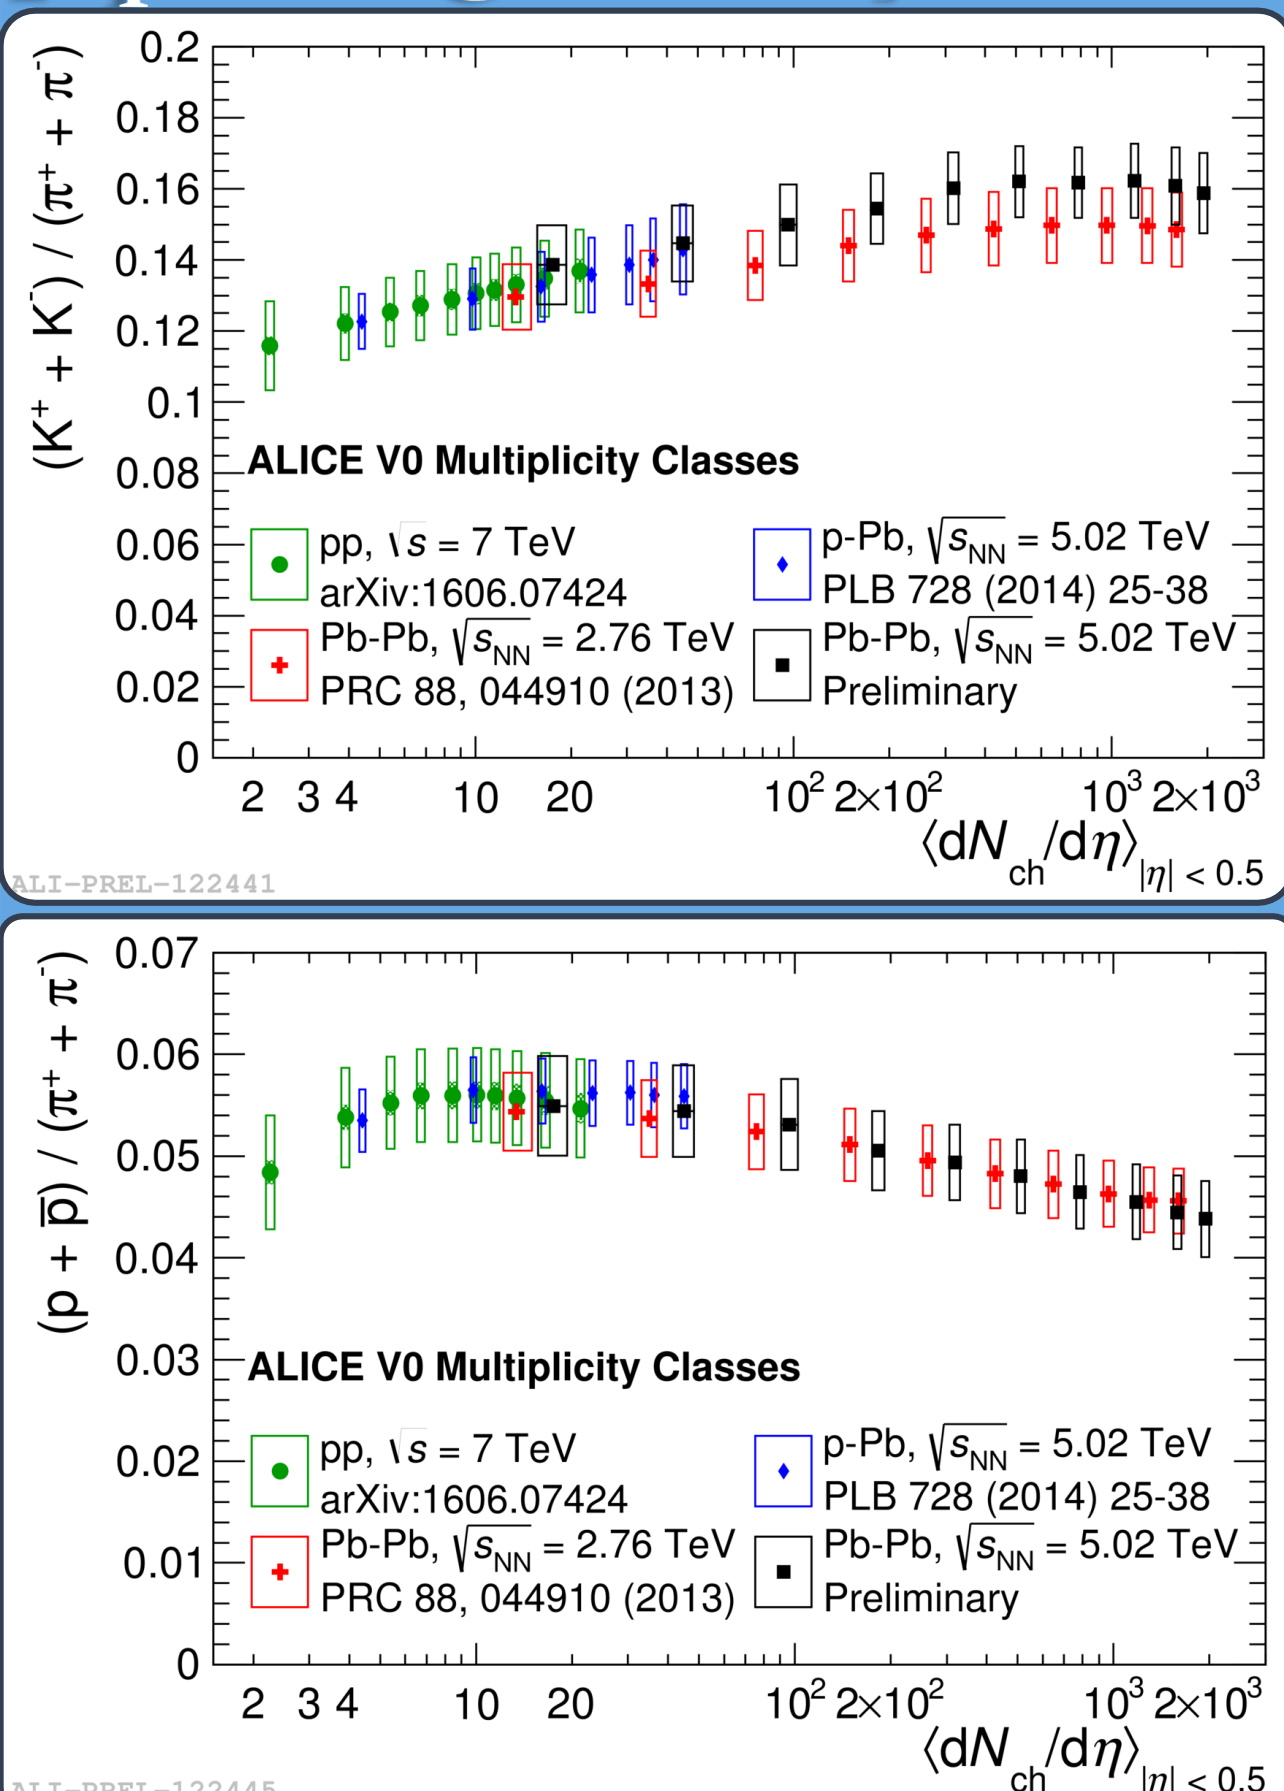 (K⁺ + K⁻) / (π⁺ + π⁻)
0.2
0.18
0.16
0.14
0.12
0.1
0.08
0.06
0.04
0.02
0
ALICE V0 Multiplicity Classes
pp, √s = 7 TeV
arXiv:1606.07424
Pb-Pb, √sNN = 2.76 TeV
PRC 88, 044910 (2013)
p-Pb, √sNN = 5.02 TeV
PLB 728 (2014) 25-38
Pb-Pb, √sNN = 5.02 TeV
Preliminary
2 3 4 10 20 10² 2×10² 10³ 2×10³
⟨dNch/dη⟩|η| < 0.5
ALI-PREL-122441
(p + p̅) / (π⁺ + π⁻)
0.07
0.06
0.05
0.04
0.03
0.02
0.01
0
ALICE V0 Multiplicity Classes
pp, √s = 7 TeV
arXiv:1606.07424
Pb-Pb, √sNN = 2.76 TeV
PRC 88, 044910 (2013)
p-Pb, √sNN = 5.02 TeV
PLB 728 (2014) 25-38
Pb-Pb, √sNN = 5.02 TeV
Preliminary
2 3 4 10 20 10² 2×10² 10³ 2×10³
⟨dNch/dη⟩|η| < 0.5
ALI-PREL-122445